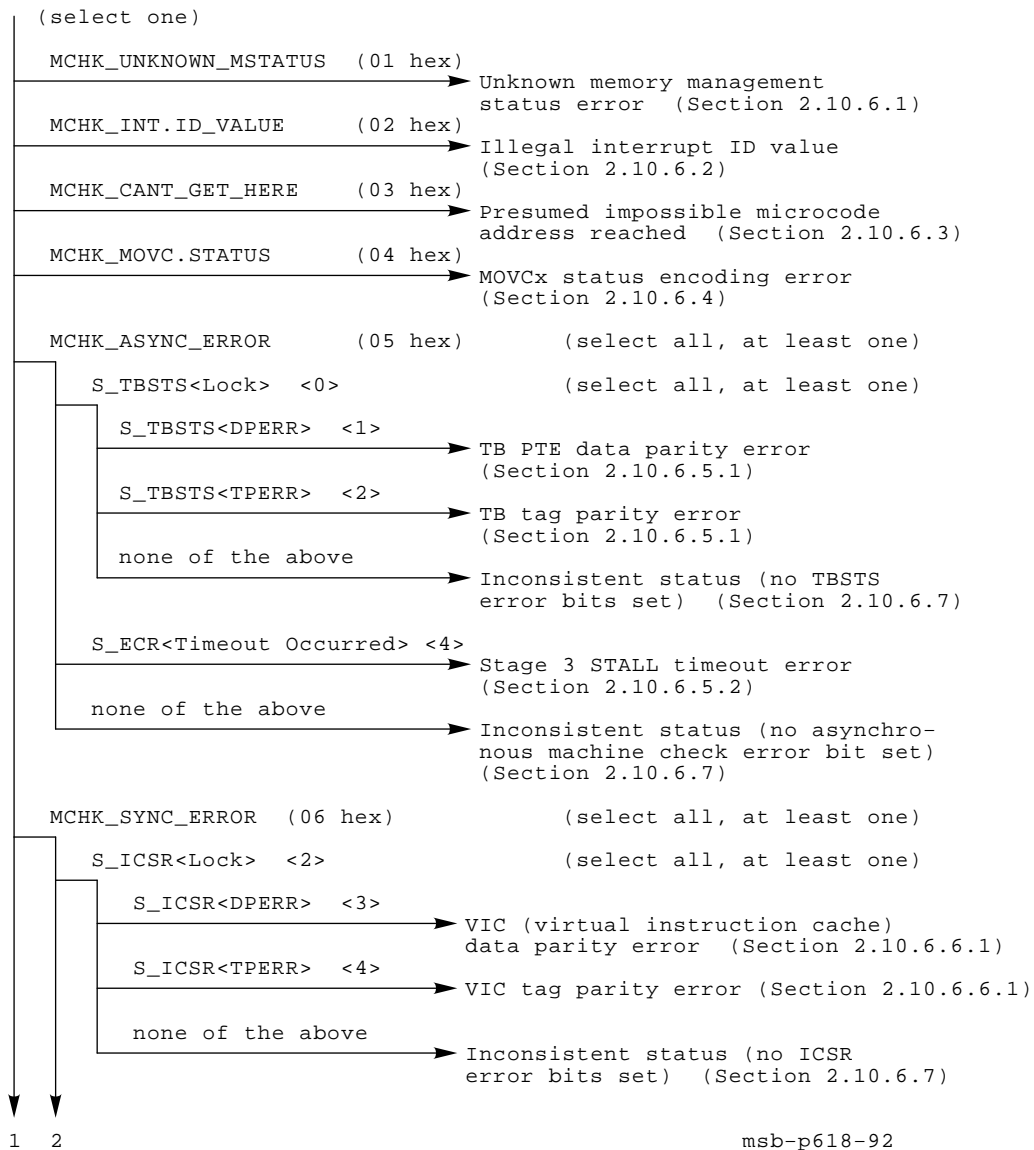 (select one)
MCHK_UNKNOWN_MSTATUS (01 hex)
Unknown memory management
status error (Section 2.10.6.1)
MCHK_INT.ID_VALUE (02 hex)
Illegal interrupt ID value
(Section 2.10.6.2)
MCHK_CANT_GET_HERE (03 hex)
Presumed impossible microcode
address reached (Section 2.10.6.3)
MCHK_MOVC.STATUS (04 hex)
MOVCx status encoding error
(Section 2.10.6.4)
MCHK_ASYNC_ERROR (05 hex) (select all, at least one)
S_TBSTS<Lock> <0> (select all, at least one)
S_TBSTS<DPERR> <1>
TB PTE data parity error
(Section 2.10.6.5.1)
S_TBSTS<TPERR> <2>
TB tag parity error
(Section 2.10.6.5.1)
none of the above
Inconsistent status (no TBSTS
error bits set) (Section 2.10.6.7)
S_ECR<Timeout Occurred> <4>
Stage 3 STALL timeout error
(Section 2.10.6.5.2)
none of the above
Inconsistent status (no asynchro-
nous machine check error bit set)
(Section 2.10.6.7)
MCHK_SYNC_ERROR (06 hex) (select all, at least one)
S_ICSR<Lock> <2> (select all, at least one)
S_ICSR<DPERR> <3>
VIC (virtual instruction cache)
data parity error (Section 2.10.6.6.1)
S_ICSR<TPERR> <4>
VIC tag parity error (Section 2.10.6.6.1)
none of the above
Inconsistent status (no ICSR
error bits set) (Section 2.10.6.7)
1 2 msb-p618-92